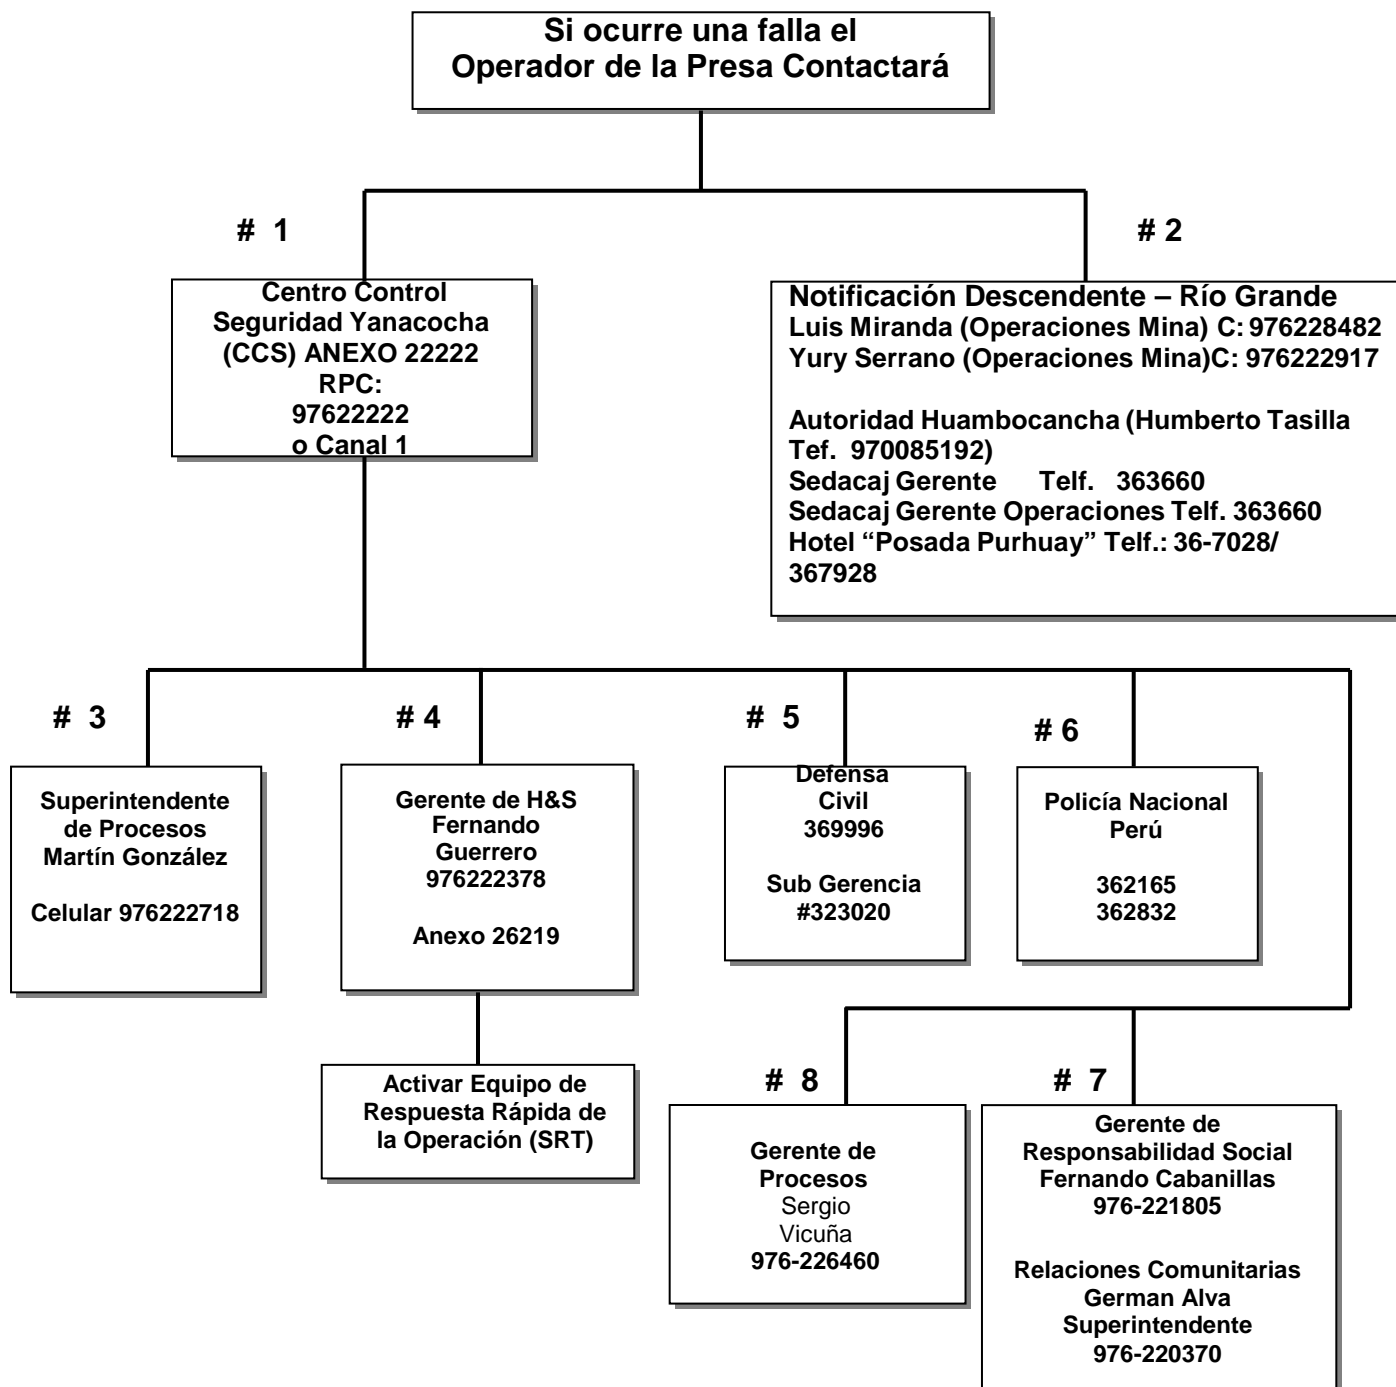 Si ocurre una falla el
Operador de la Presa Contactará
# 1
# 2
Centro Control
Seguridad Yanacocha
(CCS) ANEXO 22222
RPC:
97622222
o Canal 1
Notificación Descendente – Río Grande
Luis Miranda (Operaciones Mina) C: 976228482
Yury Serrano (Operaciones Mina)C: 976222917
Autoridad Huambocancha (Humberto Tasilla
Tef. 970085192)
Sedacaj Gerente Telf. 363660
Sedacaj Gerente Operaciones Telf. 363660
Hotel “Posada Purhuay” Telf.: 36-7028/
367928
# 3
# 4
# 5
# 6
Superintendente
de Procesos
Martín González
Celular 976222718
Gerente de H&S
Fernando
Guerrero
976222378
Anexo 26219
Defensa
Civil
369996
Sub Gerencia
#323020
Policía Nacional
Perú
362165
362832
Activar Equipo de
Respuesta Rápida de
la Operación (SRT)
# 8
# 7
Gerente de
Procesos
Sergio
Vicuña
976-226460
Gerente de
Responsabilidad Social
Fernando Cabanillas
976-221805
Relaciones Comunitarias
German Alva
Superintendente
976-220370